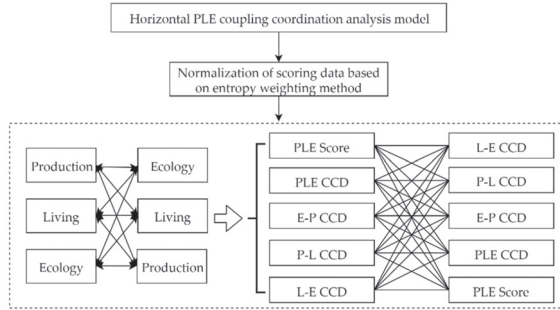 Horizontal PLE coupling coordination analysis model
Normalization of scoring data based
on entropy weighting method
Production
Ecology
Living
Living
Ecology
Production
PLE Score
L-E CCD
PLE CCD
P-L CCD
E-P CCD
E-P CCD
P-L CCD
PLE CCD
L-E CCD
PLE Score